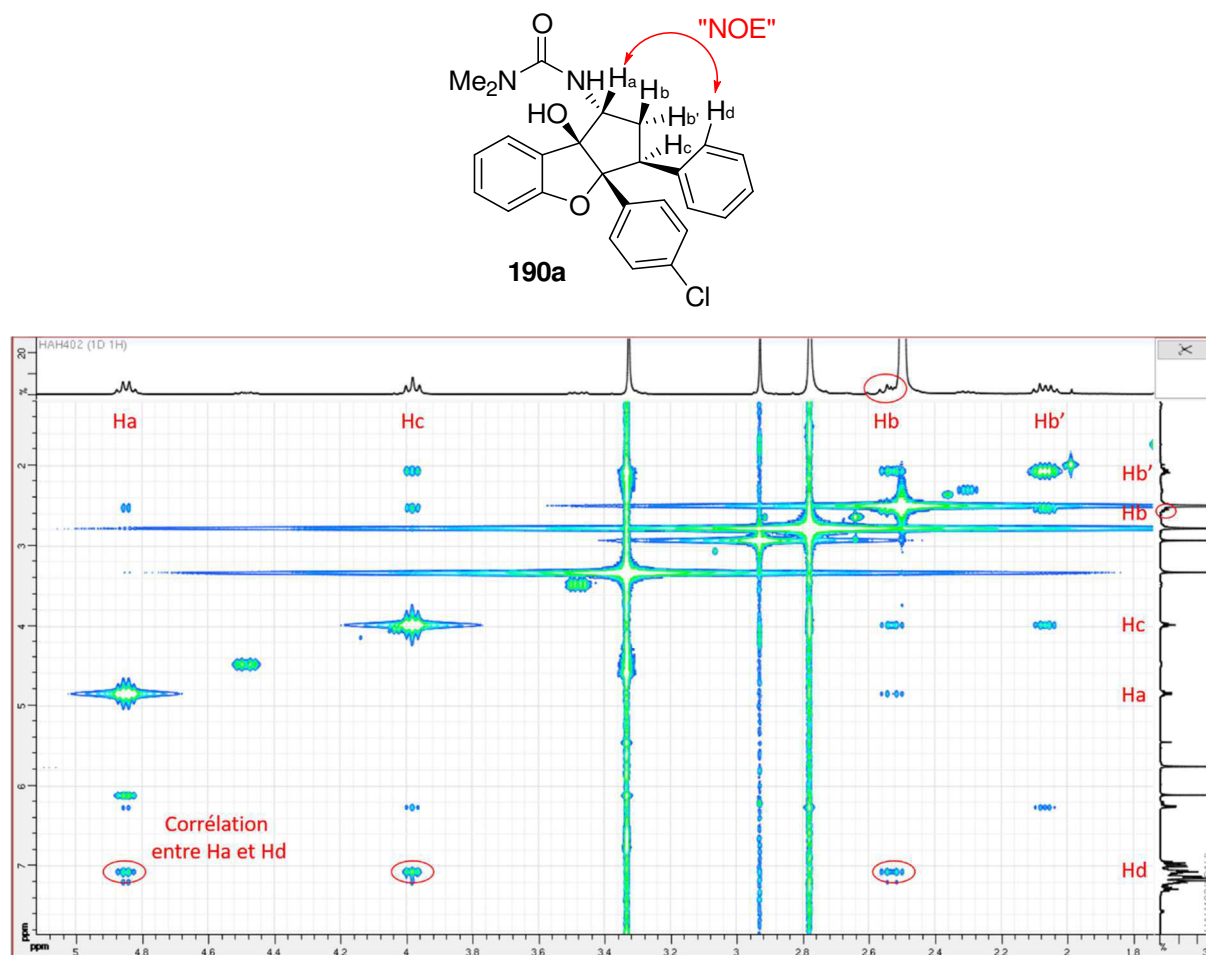 "NOE"
O
Me2N
NH
Ha
Hb
HO
Hb'
Hd
Hc
O
190a
Cl
HAH402 (1D 1H)
20
%
Ha
Hc
Hb
Hb'
2
Hb'
Hb
3
4
Hc
Ha
5
6
Corrélation
entre Ha et Hd
7
Hd
ppm
ppm
5
4.8
4.6
4.4
4.2
4
3.8
3.6
3.4
3.2
3
2.8
2.6
2.4
2.2
2
1.8
%